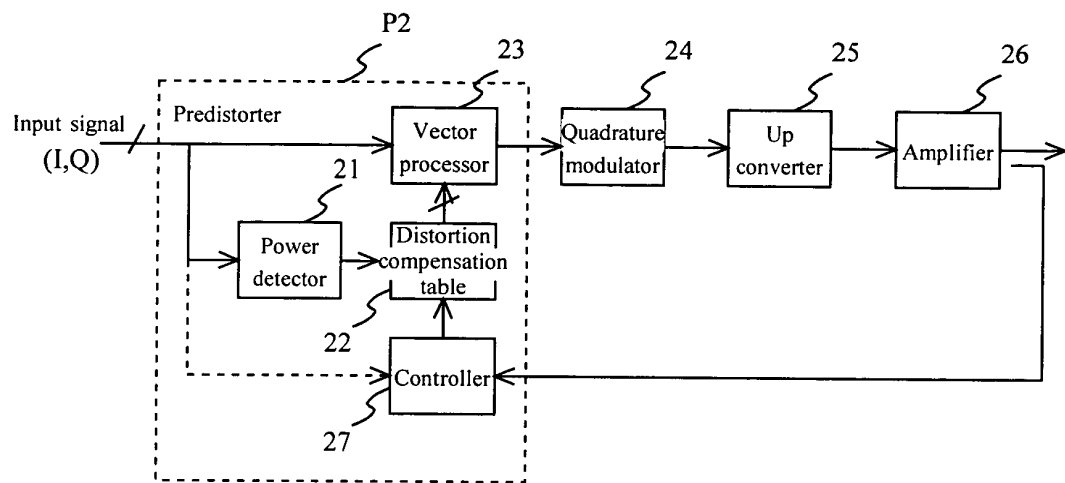 P2
23
24
25
26
Input signal
(I,Q)
Predistorter
Vector
processor
Quadrature
modulator
Up
converter
Amplifier
21
Power
detector
Distortion
compensation
table
22
Controller
27